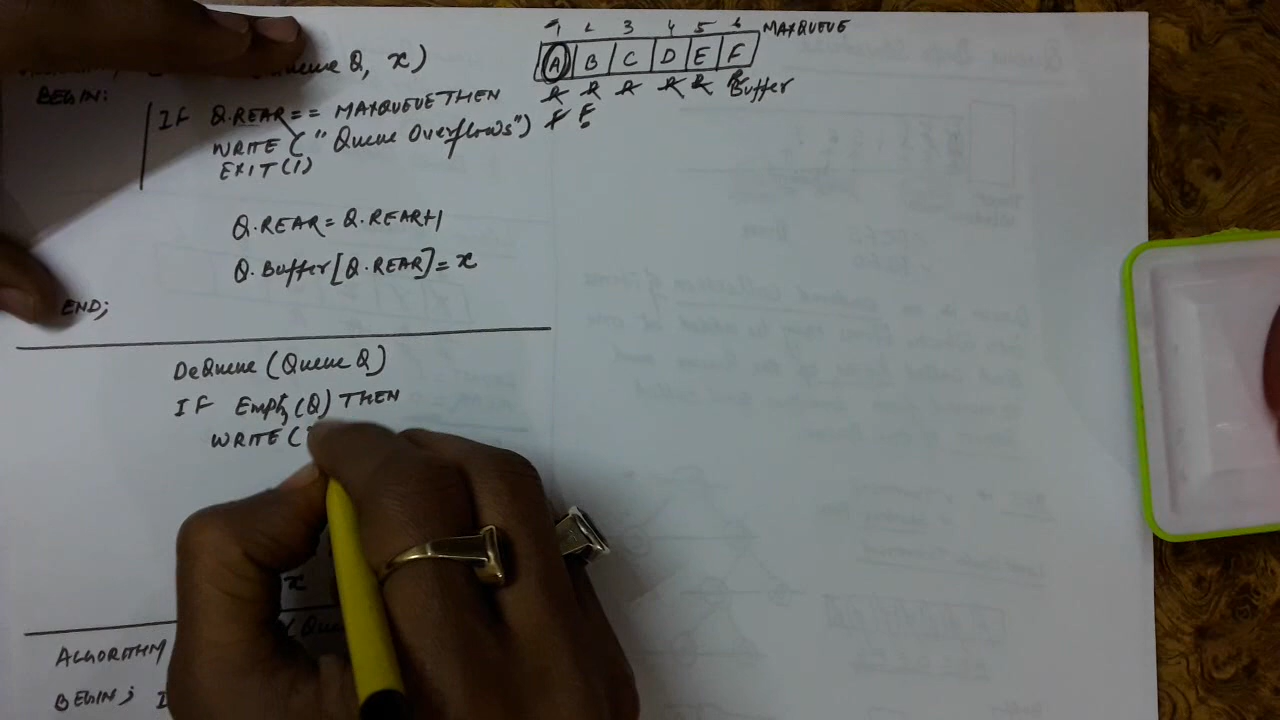 1 2 3 4 5 6 MAXQUEUE
A B C D E F
R R R R R R Buffer
F F
Queue Q, x)
BEGIN:
IF Q.REAR == MAXQUEUE THEN
WRITE ("Queue Overflows")
EXIT(1)
Q.REAR = Q.REAR+1
Q.Buffer[Q.REAR] = x
END;
DeQueue (Queue Q)
IF Empty (Q) THEN
WRITE ("
x
(Queue
ALGORITHM
BEGIN; I